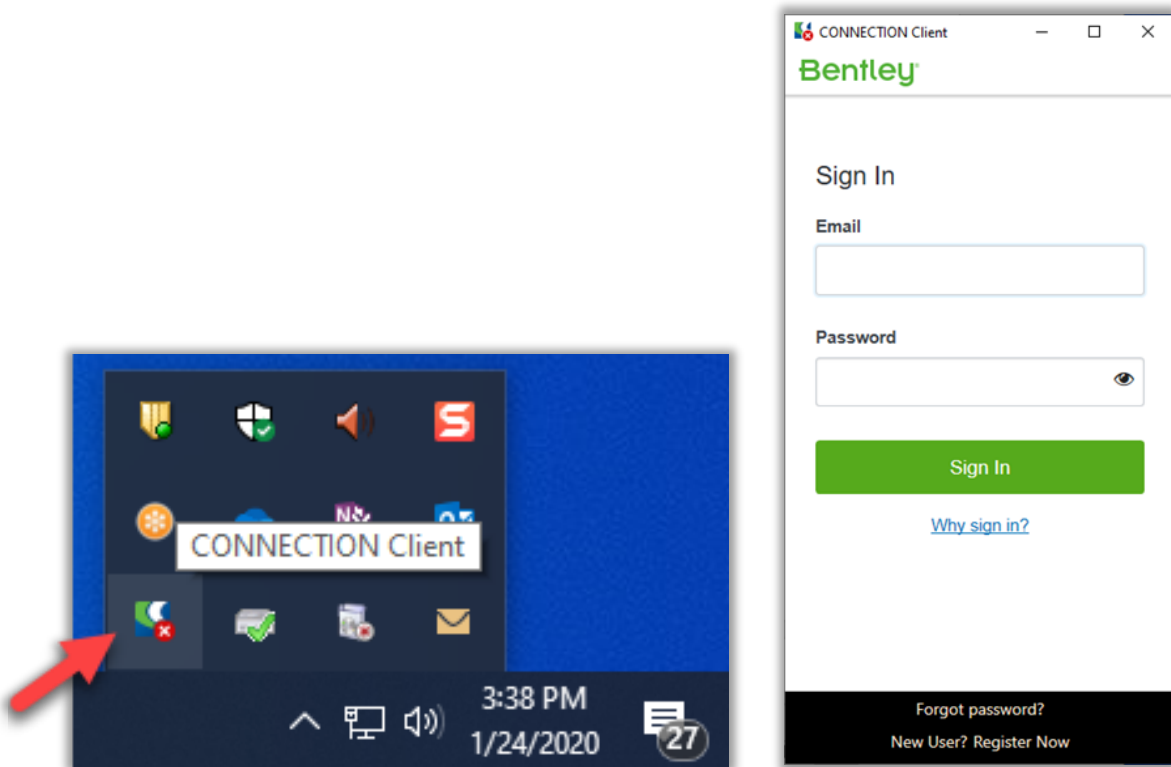 CONNECTION Client
3:38 PM
1/24/2020
27
CONNECTION Client
Bentley
Sign In
Email
Password
Sign In
Why sign in?
Forgot password?
New User? Register Now